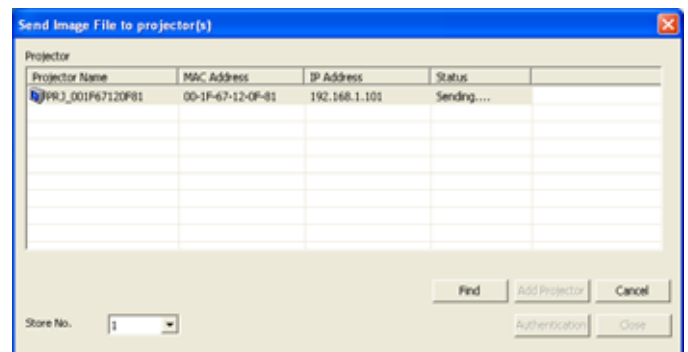 Send Image File to projector(s)
Projector
Projector Name MAC Address IP Address Status
PRJ_001F67120F81 00-1F-67-12-0F-81 192.168.1.101 Sending....
Find Add Projector Cancel
Store No. 1 Authentication Close